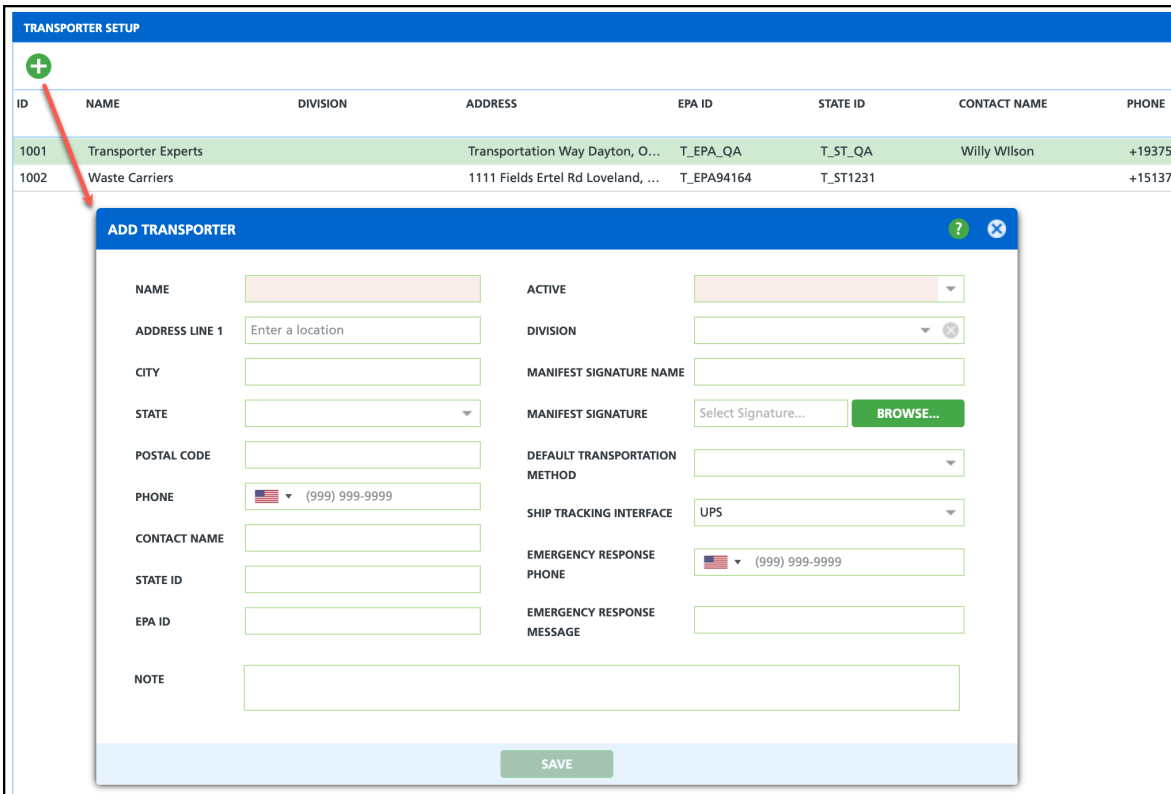 TRANSPORTER SETUP
ID NAME DIVISION ADDRESS EPA ID STATE ID CONTACT NAME PHONE
1001 Transporter Experts Transportation Way Dayton, O... T_EPA_QA T_ST_QA Willy WIlson +19375
1002 Waste Carriers 1111 Fields Ertel Rd Loveland, ... T_EPA94164 T_ST1231 +15137
ADD TRANSPORTER ?
NAME ACTIVE
ADDRESS LINE 1 Enter a location DIVISION
CITY MANIFEST SIGNATURE NAME
STATE MANIFEST SIGNATURE Select Signature... BROWSE...
POSTAL CODE DEFAULT TRANSPORTATION
METHOD
PHONE (999) 999-9999
SHIP TRACKING INTERFACE UPS
CONTACT NAME
EMERGENCY RESPONSE
PHONE (999) 999-9999
STATE ID
EMERGENCY RESPONSE
MESSAGE
EPA ID
NOTE
SAVE